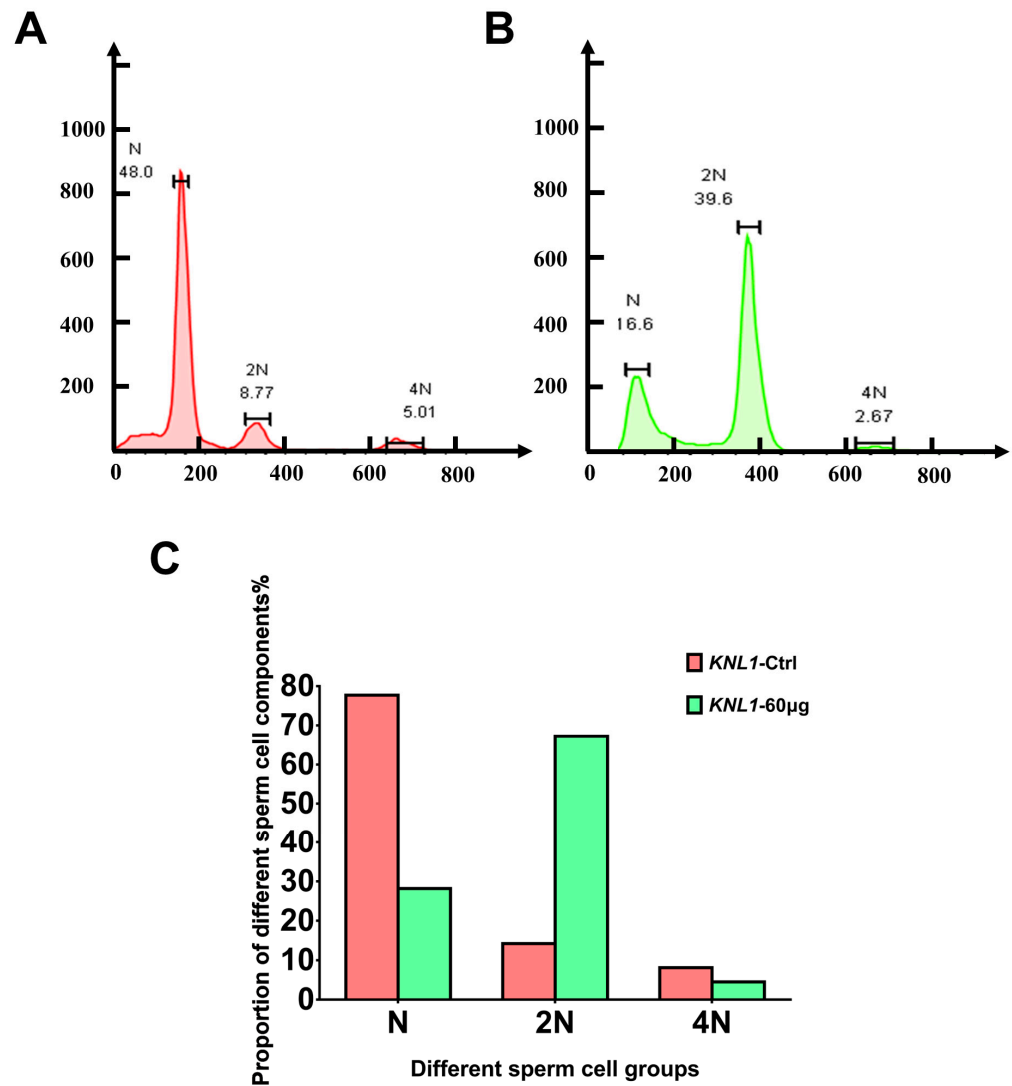 A
1000
800
600
400
200
N
48.0
2N
8.77
4N
5.01
0 200 400 600 800
B
1000
800
600
400
200
2N
39.6
N
16.6
4N
2.67
0 200 400 600 800
C
Proportion of different sperm cell components%
80
70
60
50
40
30
20
10
0
KNL1-Ctrl
KNL1-60μg
N 2N 4N
Different sperm cell groups